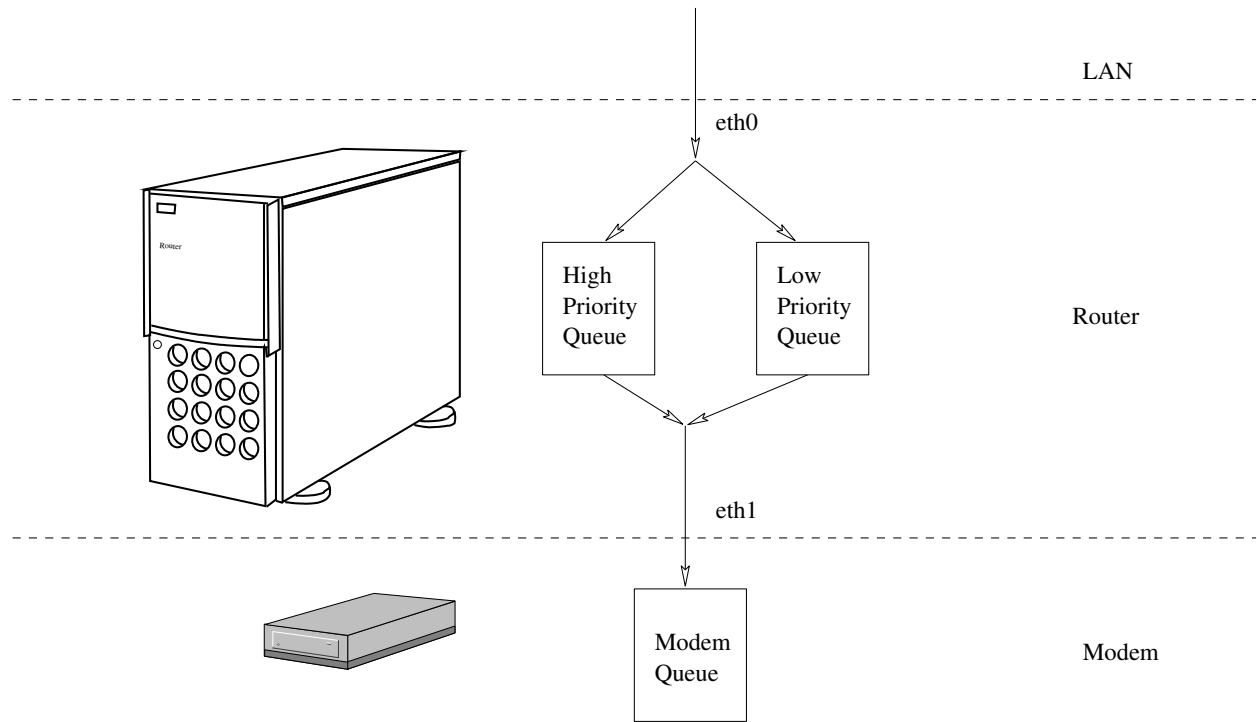 LAN
eth0
Router
High
Priority
Queue
Low
Priority
Queue
Router
eth1
Modem
Queue
Modem